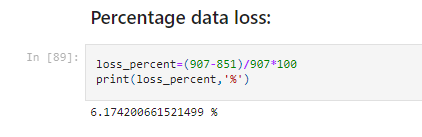 Percentage data loss:
In [89]:
loss_percent=(907-851)/907*100
print(loss_percent,'%')
6.174200661521499 %